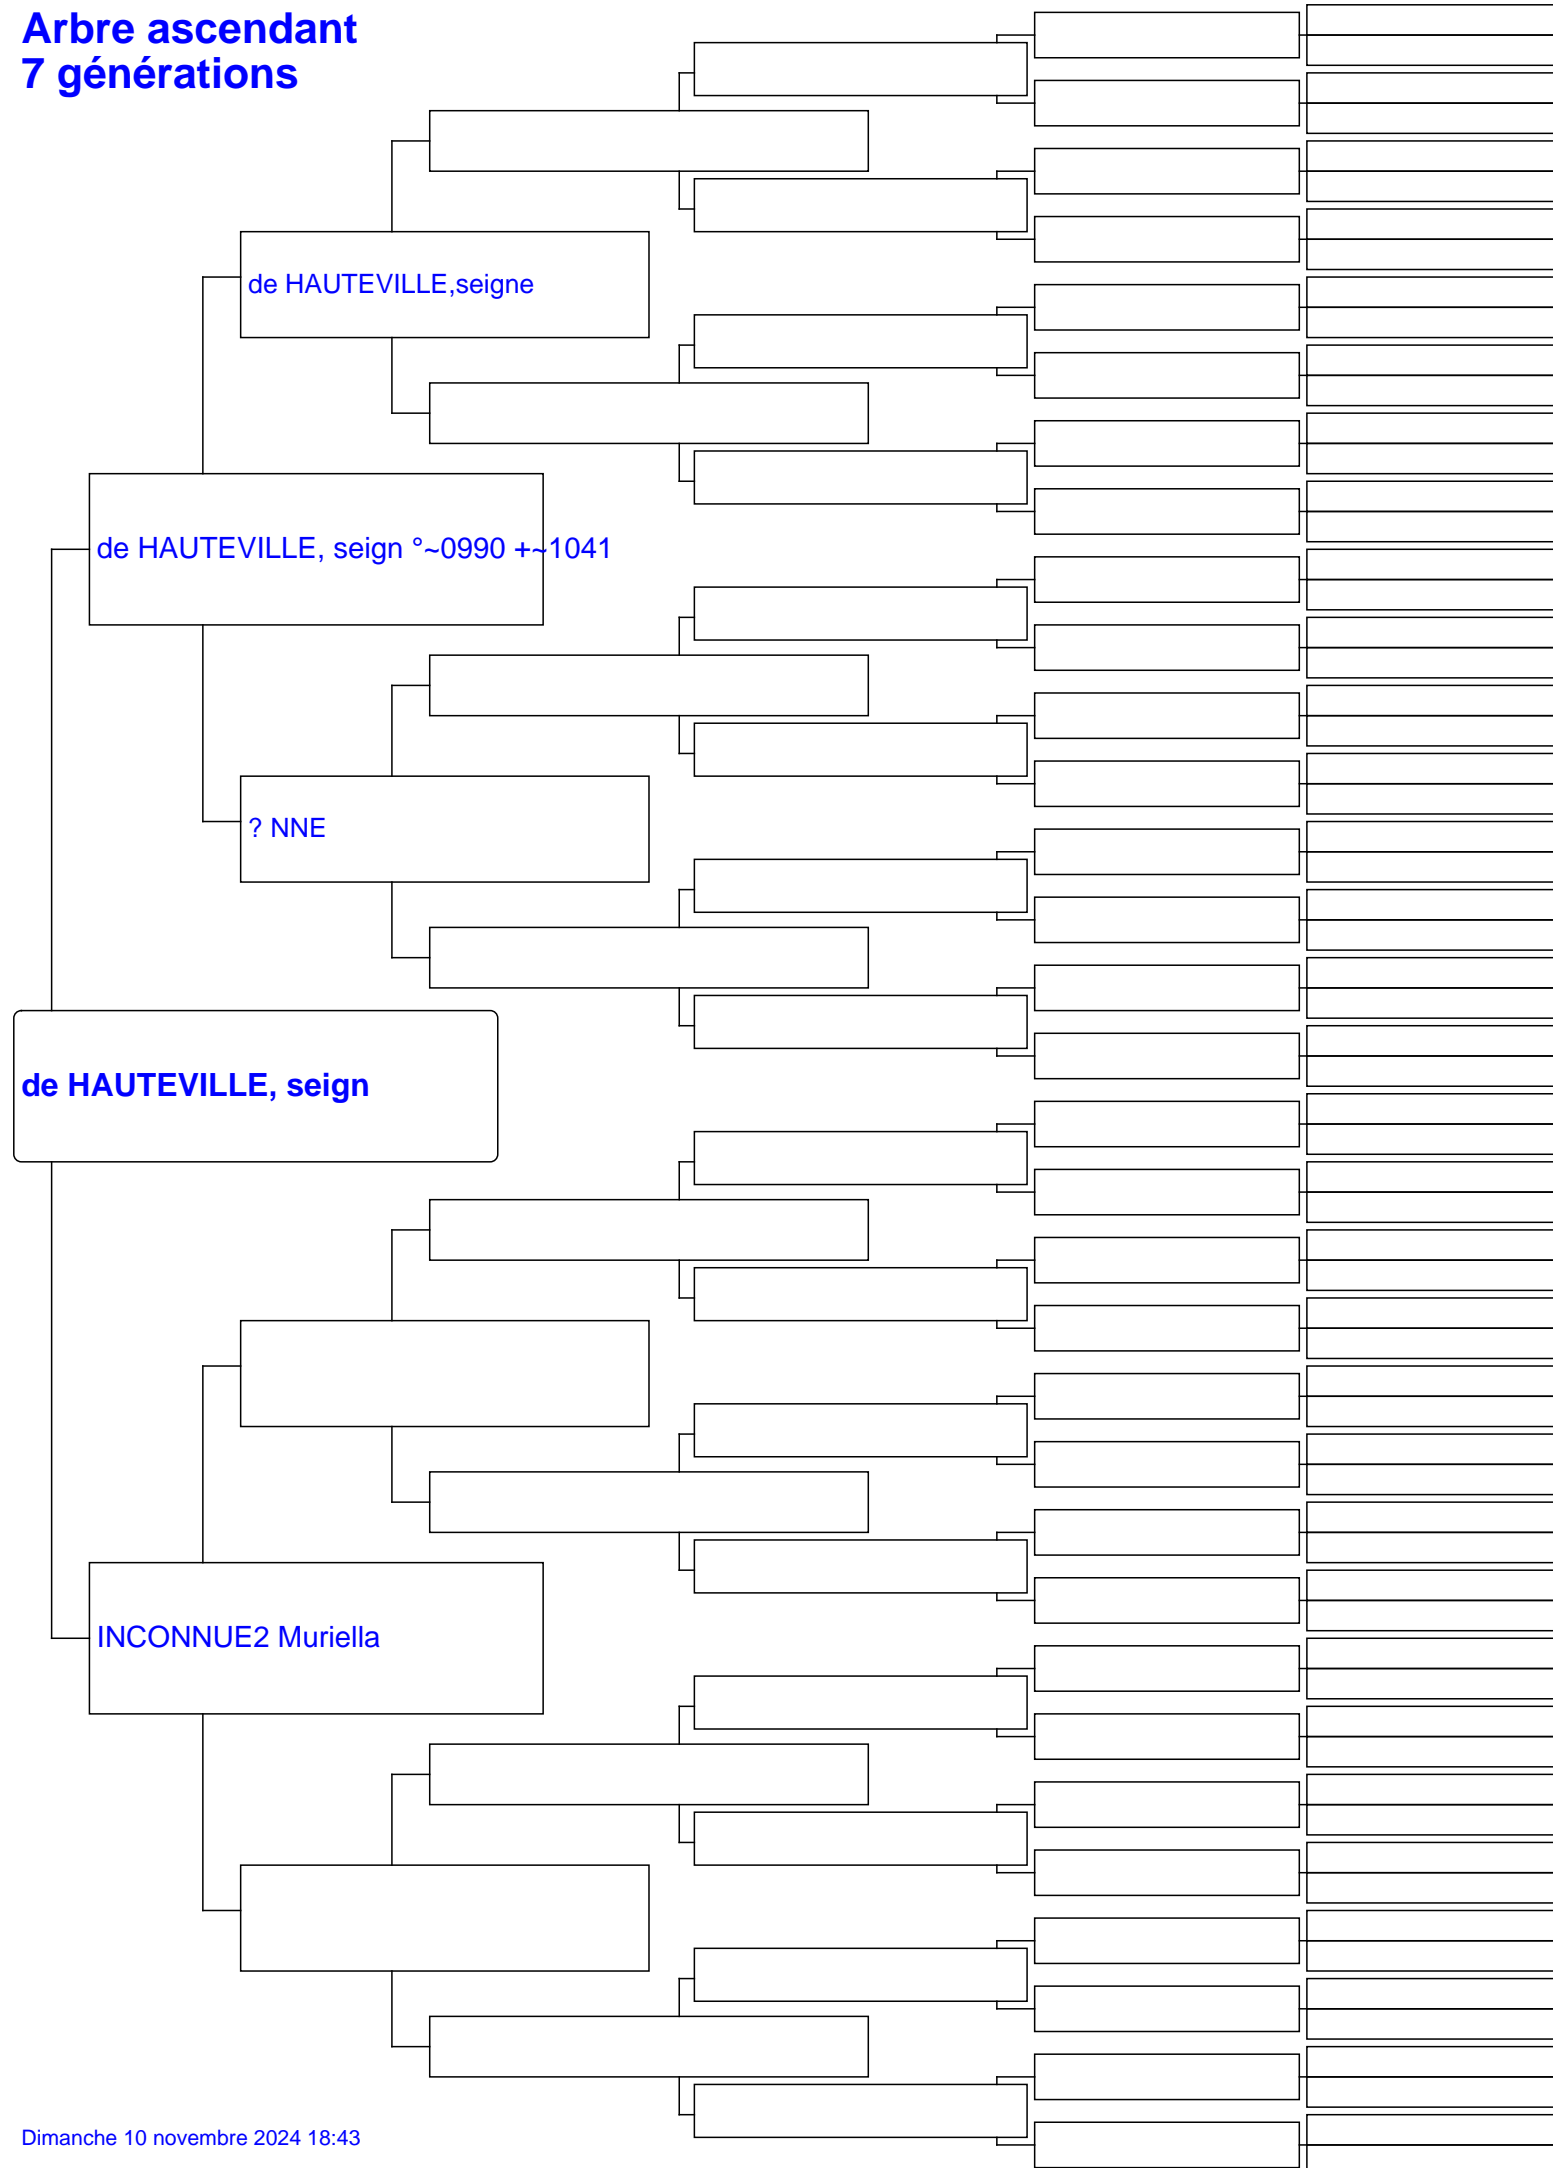 Arbre ascendant
7 générations
de HAUTEVILLE,seigne
de HAUTEVILLE, seign °~0990 +~1041
? NNE
de HAUTEVILLE, seign
INCONNUE2 Muriella
Dimanche 10 novembre 2024 18:43